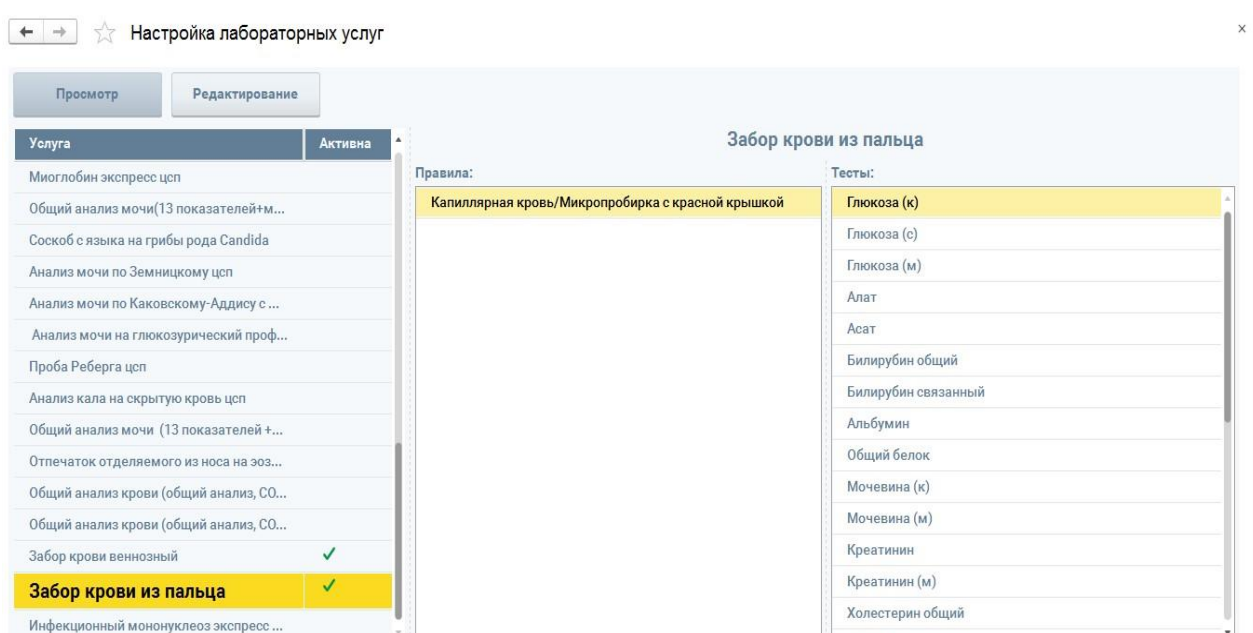 Настройка лабораторных услуг
Просмотр
Редактирование
Услуга
Активна
Миоглобин экспресс цсп
Общий анализ мочи(13 показателей+м...
Соскоб с языка на грибы рода Candida
Анализ мочи по Земницкому цсп
Анализ мочи по Каковскому-Аддису с ...
Анализ мочи на глюкозурический проф...
Проба Реберга цсп
Анализ кала на скрытую кровь цсп
Общий анализ мочи (13 показателей +...
Отпечаток отделяемого из носа на эоз...
Общий анализ крови (общий анализ, СО...
Общий анализ крови (общий анализ, СО...
Забор крови веннозный
Забор крови из пальца
Инфекционный мононуклеоз экспресс ...
Забор крови из пальца
Правила:
Капиллярная кровь/Микропробирка с красной крышкой
Тесты:
Глюкоза (к)
Глюкоза (с)
Глюкоза (м)
Алат
Асат
Билирубин общий
Билирубин связанный
Альбумин
Общий белок
Мочевина (к)
Мочевина (м)
Креатинин
Креатинин (м)
Холестерин общий